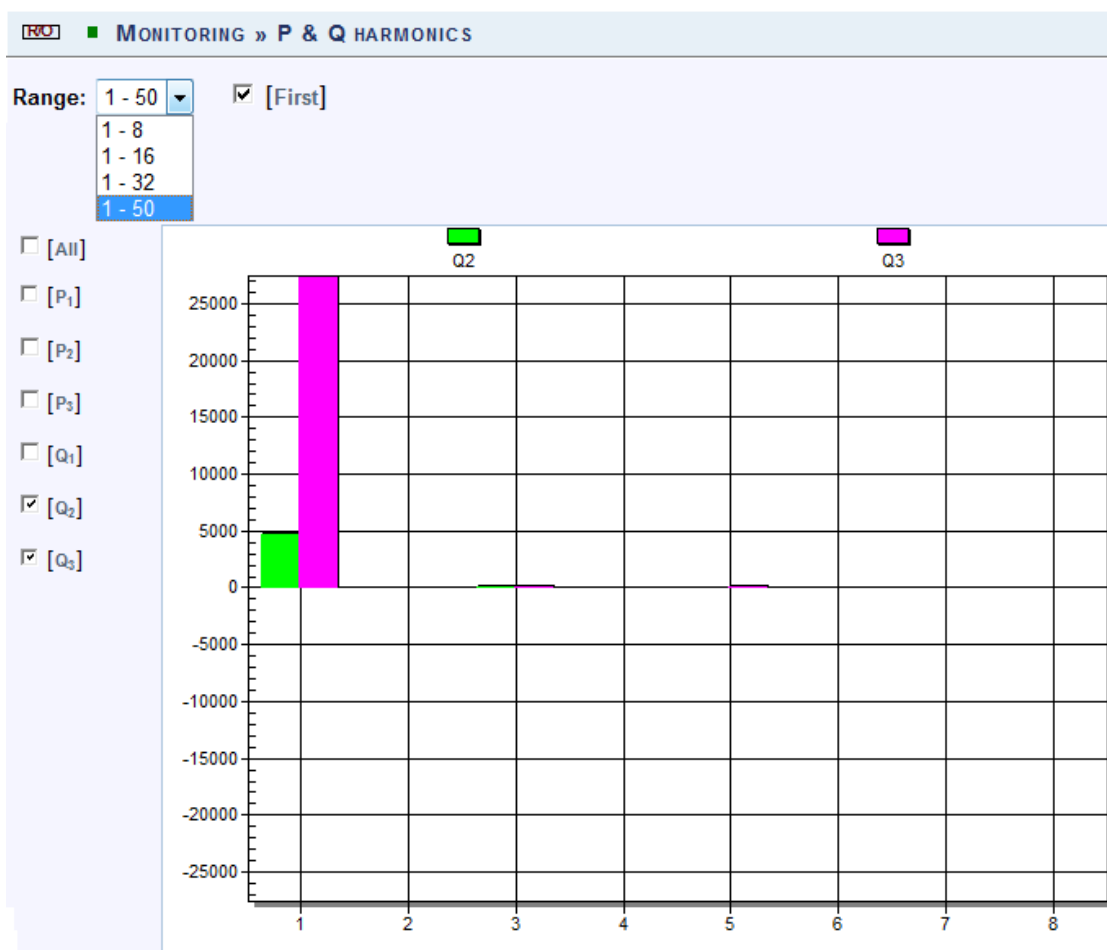 R/O MONITORING » P & Q HARMONICS
Range: 1 - 50 [First]
1 - 8
1 - 16
1 - 32
1 - 50
[All]
[P1]
[P2]
[P3]
[Q1]
[Q2]
[Q3]
Q2 Q3
25000
20000
15000
10000
5000
0
-5000
-10000
-15000
-20000
-25000
1 2 3 4 5 6 7 8